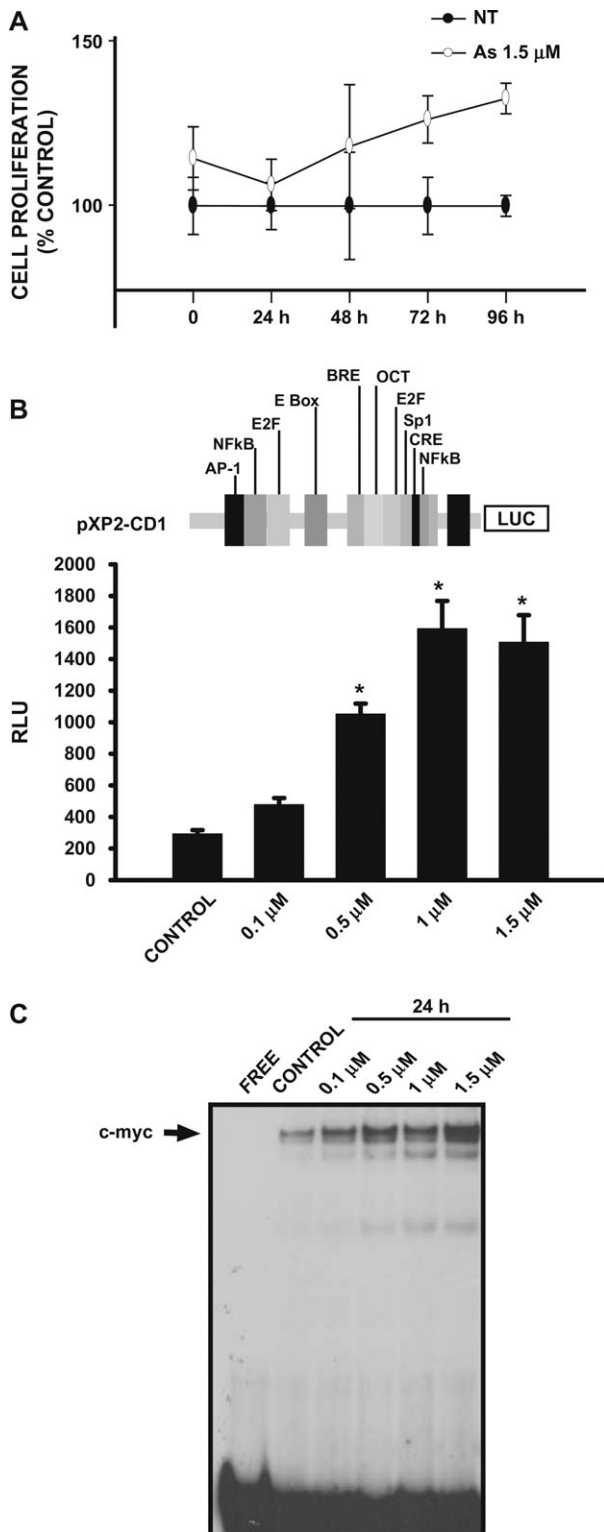 A
NT
As 1.5 µM
CELL PROLIFERATION
(% CONTROL)
150
100
0 24 h 48 h 72 h 96 h
B
BRE OCT
E Box E2F
E2F Sp1
NFkB CRE
AP-1 NFkB
pXP2-CD1 LUC
RLU
2000
1800
1600
1400
1200
1000
800
600
400
200
0
* * *
CONTROL 0.1 µM 0.5 µM 1 µM 1.5 µM
C
24 h
FREE CONTROL 0.1 µM 0.5 µM 1 µM 1.5 µM
c-myc